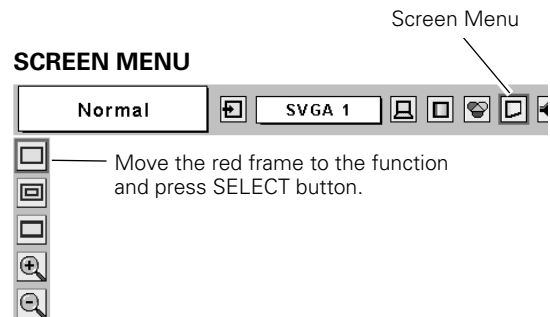 Screen Menu
SCREEN MENU
Normal
SVGA 1
Move the red frame to the function
and press SELECT button.